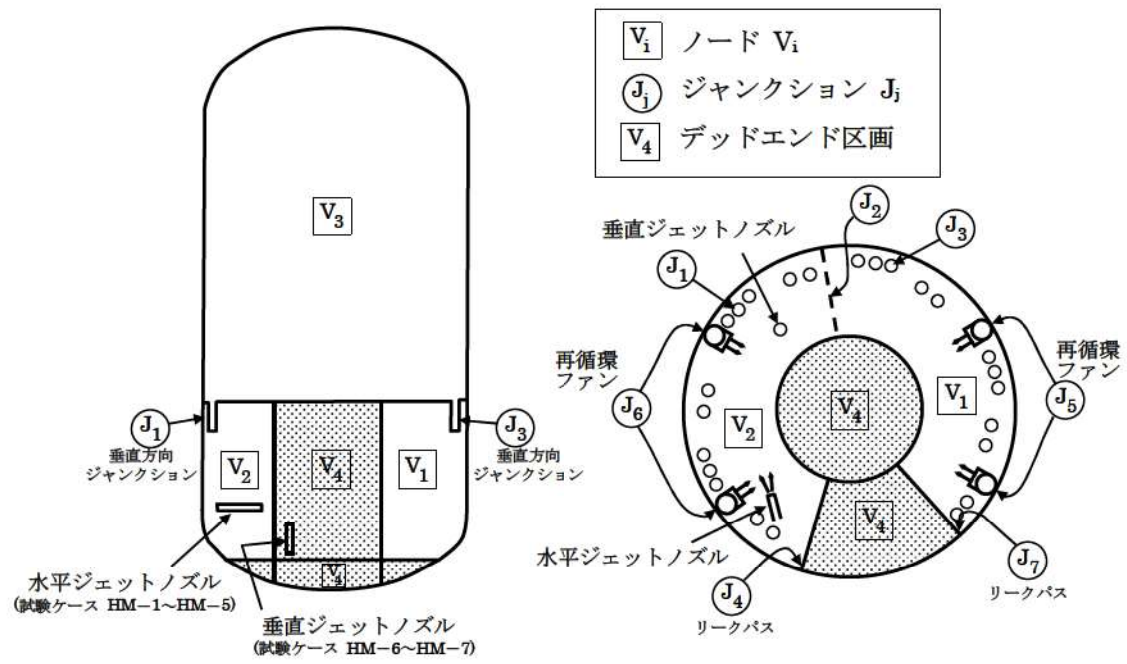 Vi ノード Vi
Jj ジャンクション Jj
V4 デッドエンド区画
V3
J1
垂直方向
ジャンクション
J3
垂直方向
ジャンクション
V2
V4
V1
V4
水平ジェットノズル
(試験ケース HM−1～HM−5)
垂直ジェットノズル
(試験ケース HM−6～HM−7)
J2
垂直ジェットノズル
J3
J1
再循環
ファン
再循環
ファン
J6
V4
V1
J5
V2
V4
水平ジェットノズル
J7
リークパス
J4
リークパス